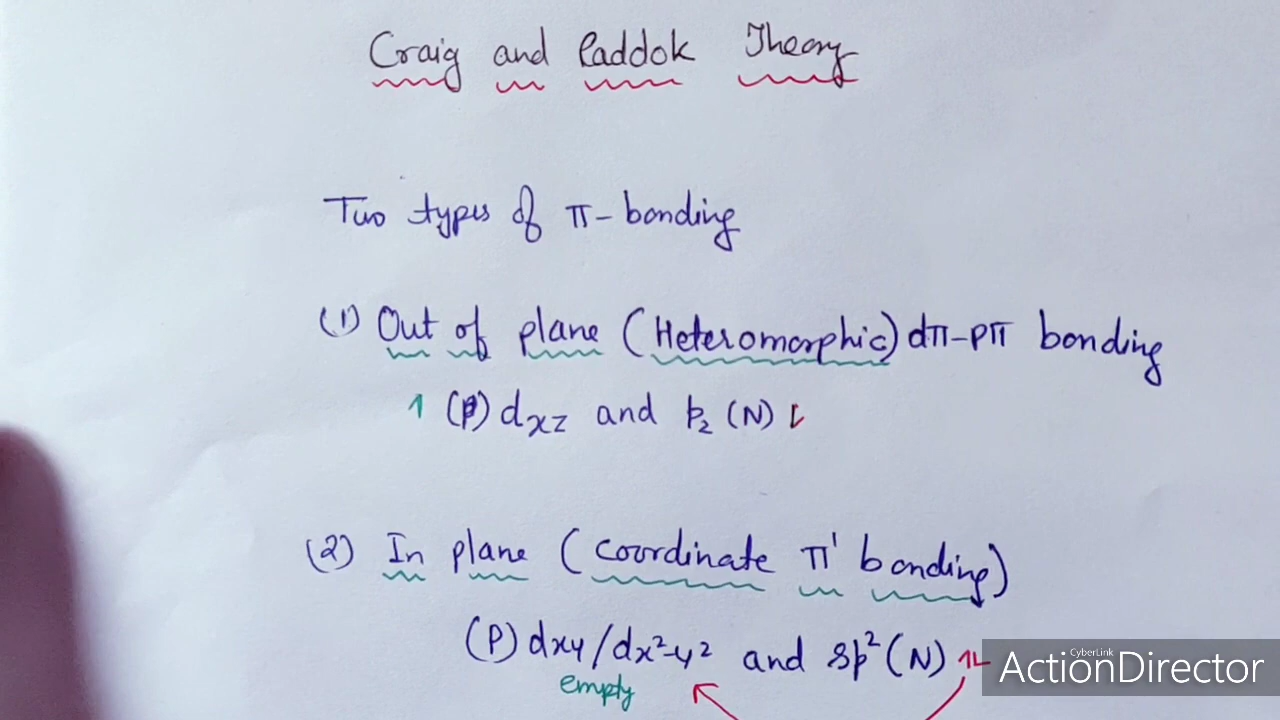 Craig and Paddok Theory
Two types of π-bonding
(1) Out of plane (Heteromorphic) dπ-pπ bonding
↿ (P) dxz and pz (N) ⇂
(2) In plane (coordinate π' bonding)
(P) dxy/dx²-y² and sp² (N) ↿⇂
empty
CyberLink
ActionDirector